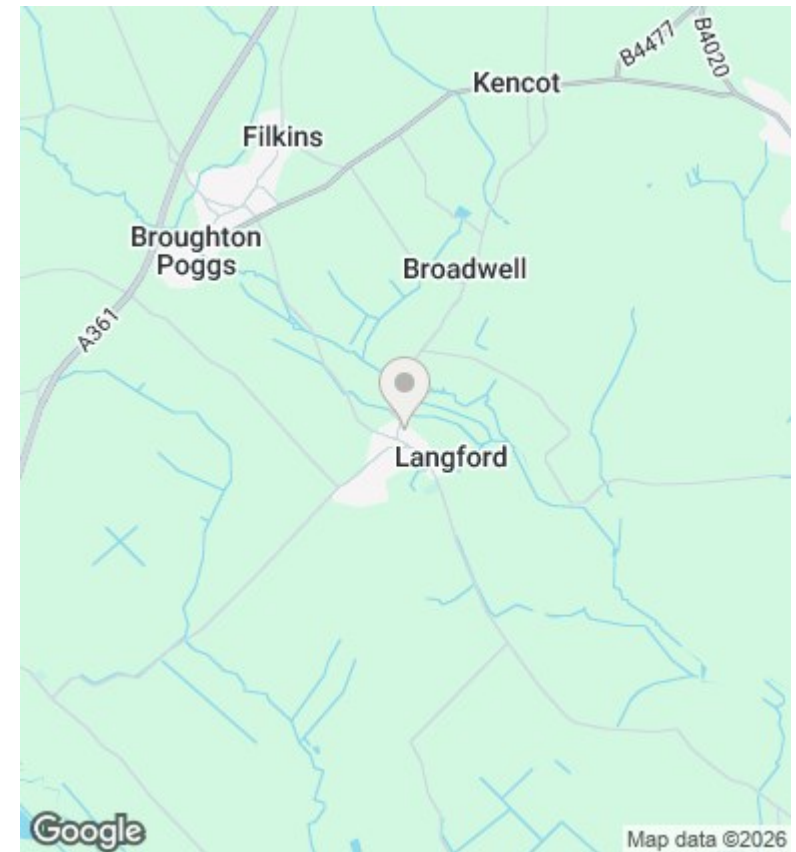 B4477
B4020
Kencot
Filkins
Broughton
Poggs
Broadwell
A361
Langford
Google
Map data ©2026